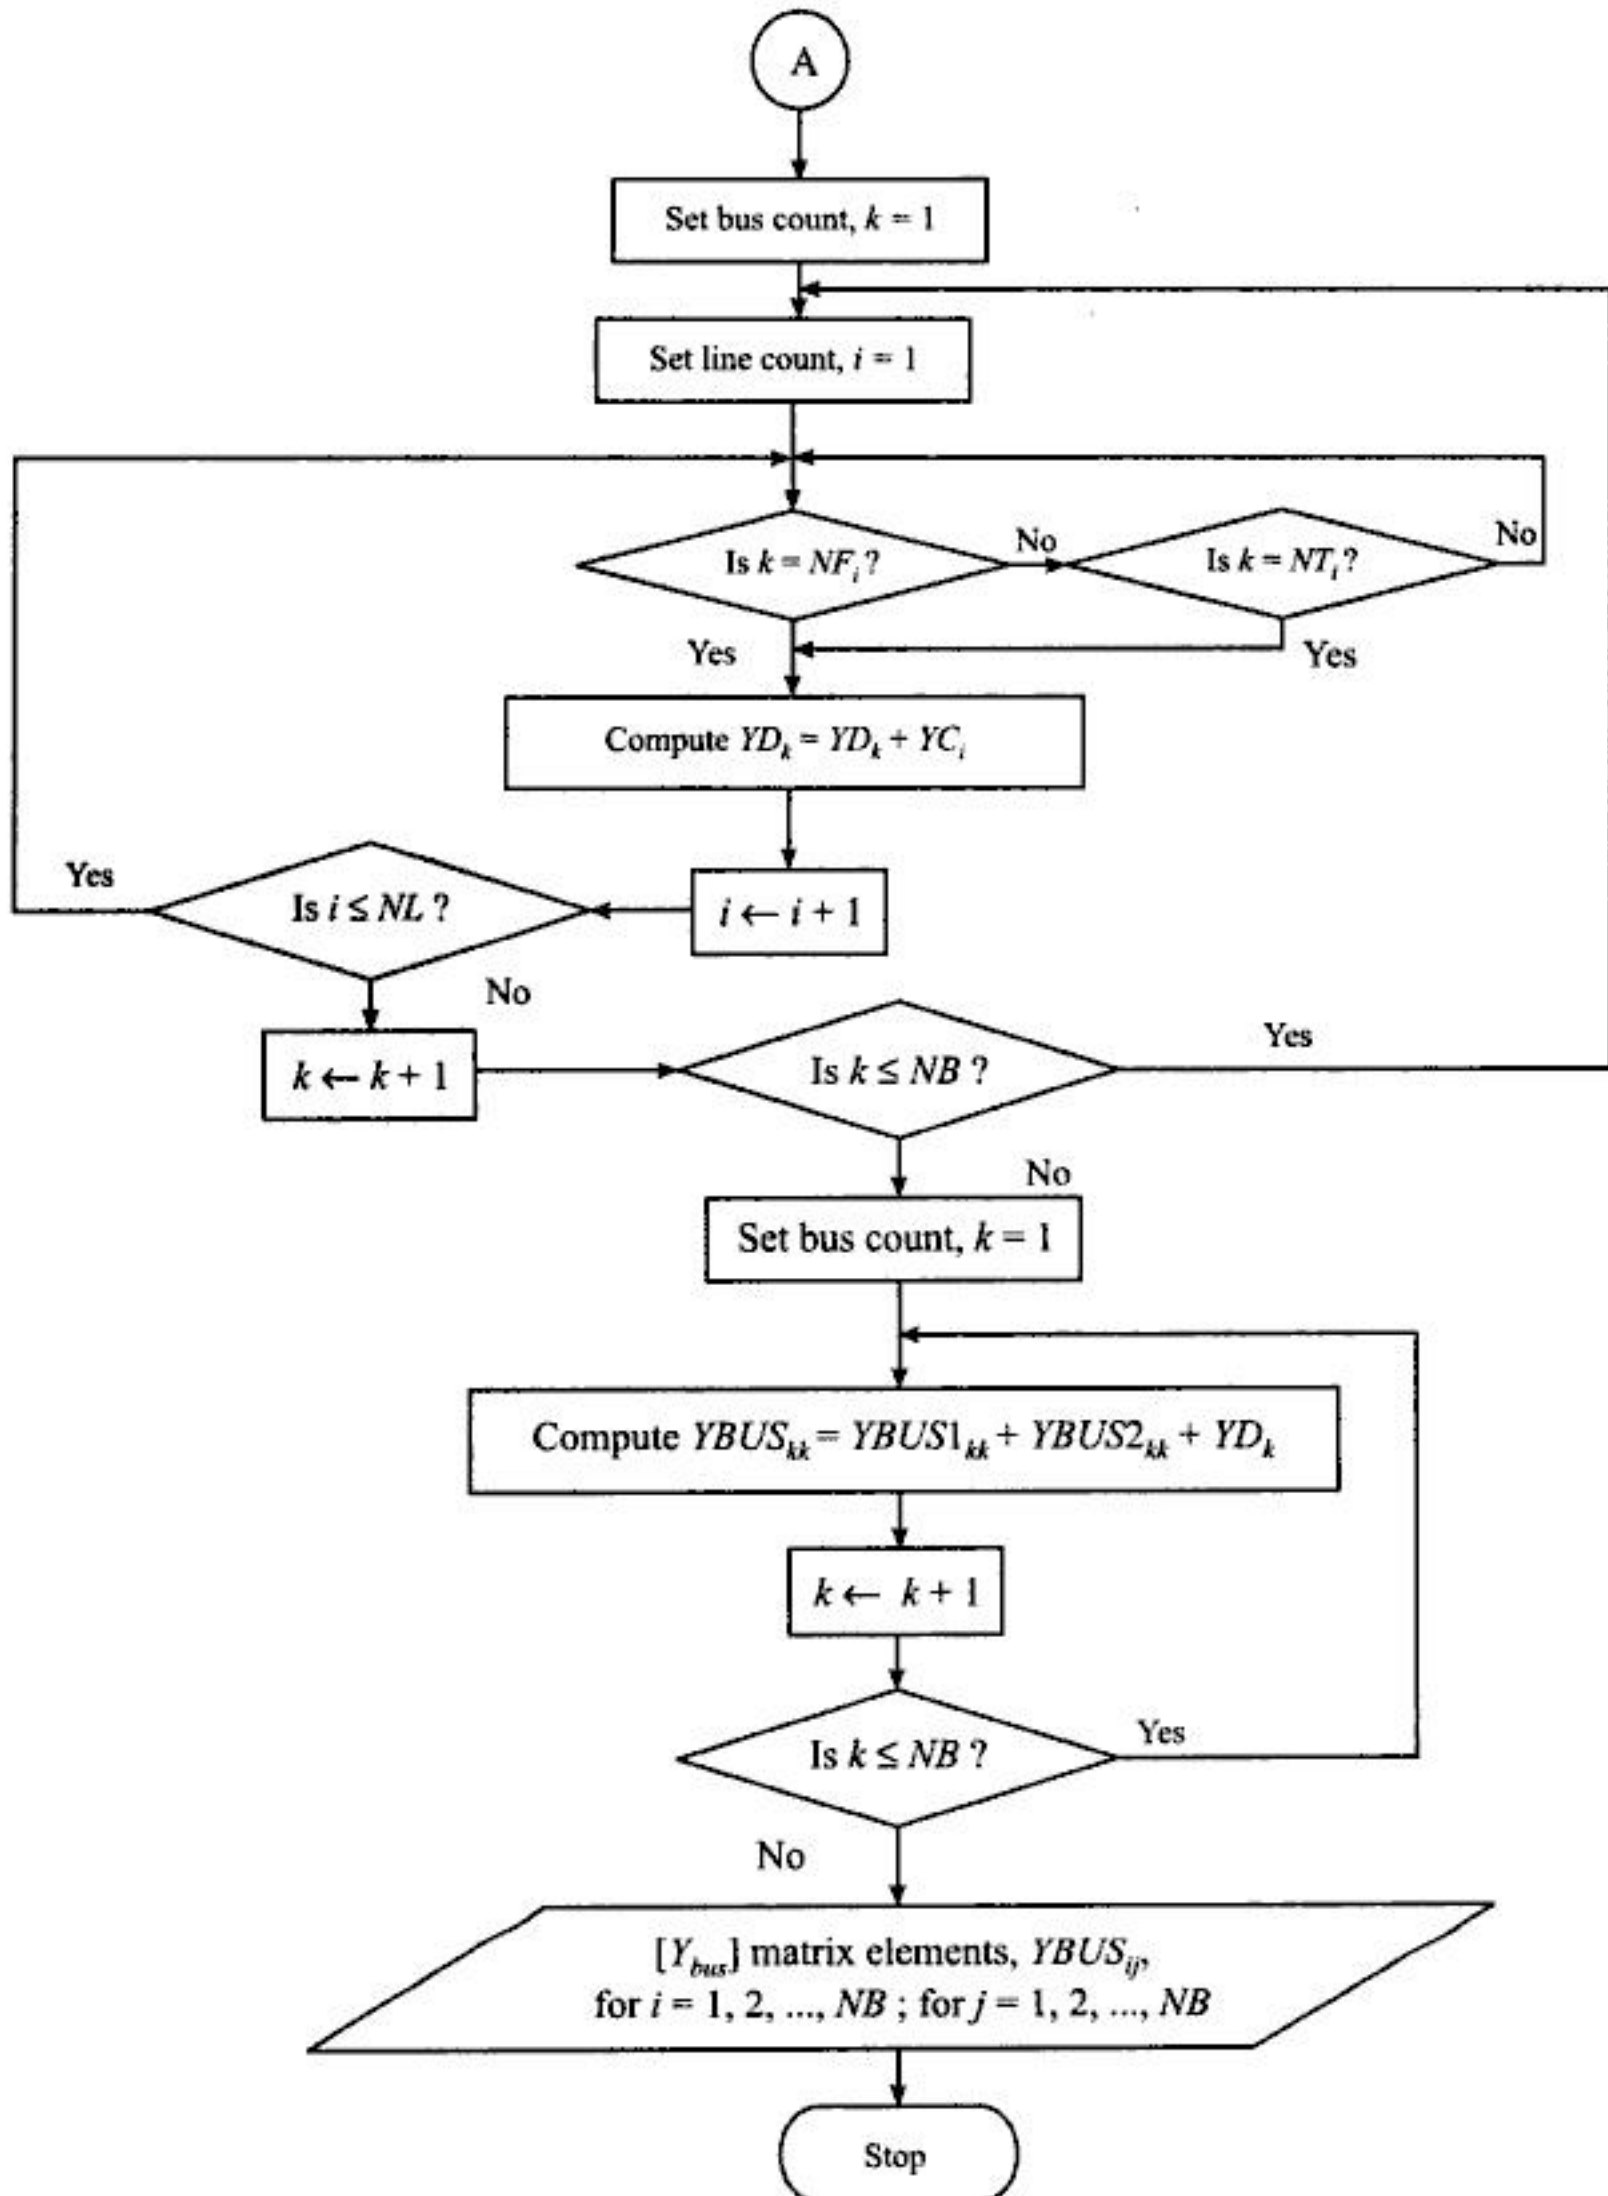 A
Set bus count, k = 1
Set line count, i = 1
Is k = NFi ?
No
Is k = NTi ?
No
Yes
Yes
Compute YDk = YDk + YCi
Yes
Is i ≤ NL ?
i ← i + 1
No
k ← k + 1
Is k ≤ NB ?
Yes
No
Set bus count, k = 1
Compute YBUSkk = YBUS1kk + YBUS2kk + YDk
k ← k + 1
Is k ≤ NB ?
Yes
No
[Ybus] matrix elements, YBUSij,
for i = 1, 2, ..., NB ; for j = 1, 2, ..., NB
Stop